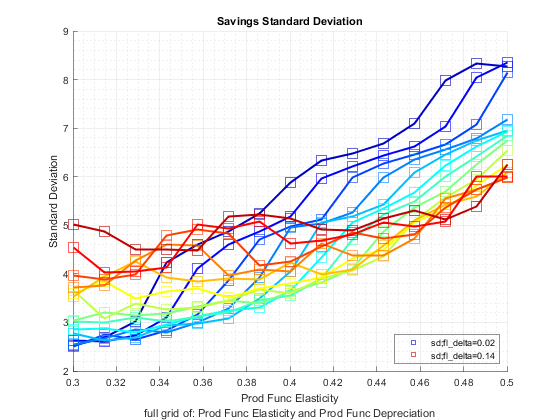 Savings Standard Deviation
9
8
7
6
5
4
3
2
Standard Deviation
sd;fl_delta=0.02
sd;fl_delta=0.14
0.3 0.32 0.34 0.36 0.38 0.4 0.42 0.44 0.46 0.48 0.5
Prod Func Elasticity
full grid of: Prod Func Elasticity and Prod Func Depreciation